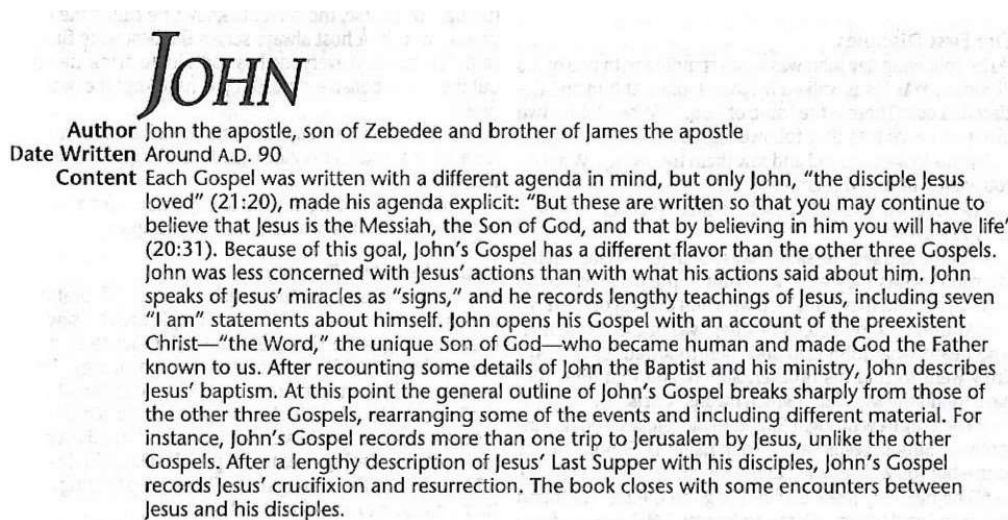 JOHN
Author John the apostle, son of Zebedee and brother of James the apostle
Date Written Around A.D. 90
Content Each Gospel was written with a different agenda in mind, but only John, “the disciple Jesus
loved” (21:20), made his agenda explicit: “But these are written so that you may continue to
believe that Jesus is the Messiah, the Son of God, and that by believing in him you will have life”
(20:31). Because of this goal, John’s Gospel has a different flavor than the other three Gospels.
John was less concerned with Jesus’ actions than with what his actions said about him. John
speaks of Jesus’ miracles as “signs,” and he records lengthy teachings of Jesus, including seven
“I am” statements about himself. John opens his Gospel with an account of the preexistent
Christ—“the Word,” the unique Son of God—who became human and made God the Father
known to us. After recounting some details of John the Baptist and his ministry, John describes
Jesus’ baptism. At this point the general outline of John’s Gospel breaks sharply from those of
the other three Gospels, rearranging some of the events and including different material. For
instance, John’s Gospel records more than one trip to Jerusalem by Jesus, unlike the other
Gospels. After a lengthy description of Jesus’ Last Supper with his disciples, John’s Gospel
records Jesus’ crucifixion and resurrection. The book closes with some encounters between
Jesus and his disciples.